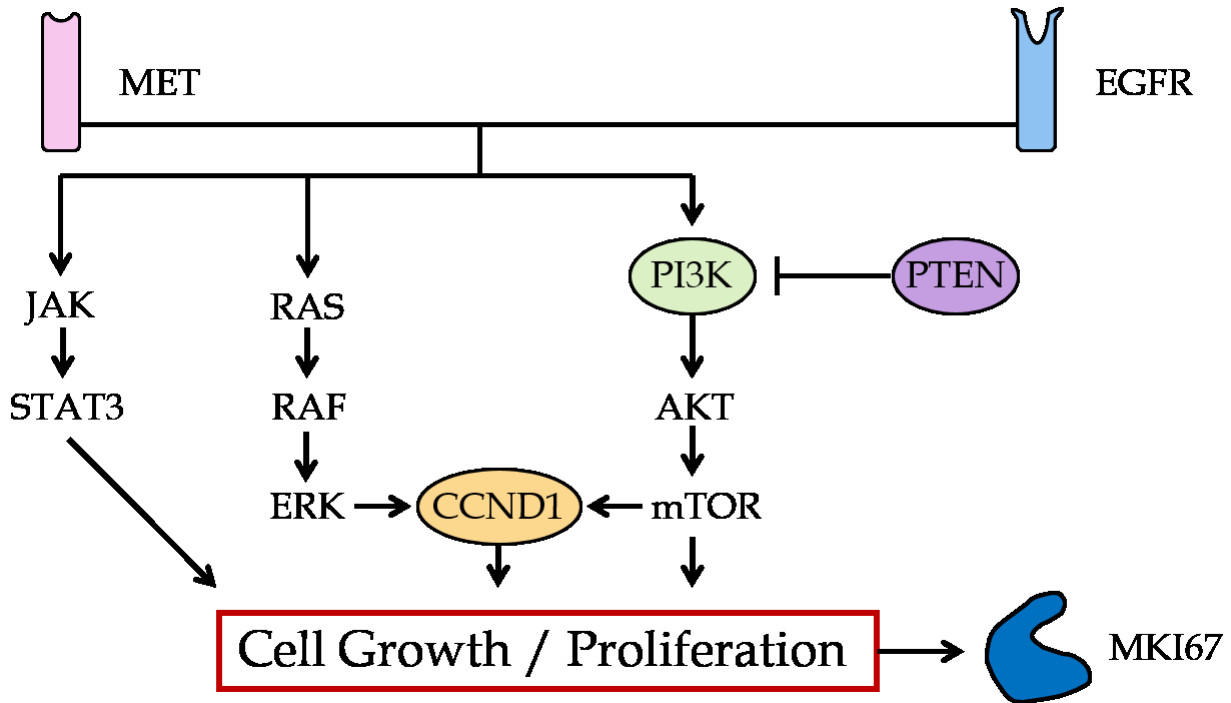 MET
EGFR
PI3K
PTEN
JAK
RAS
STAT3
RAF
AKT
ERK
CCND1
mTOR
Cell Growth / Proliferation
MKI67